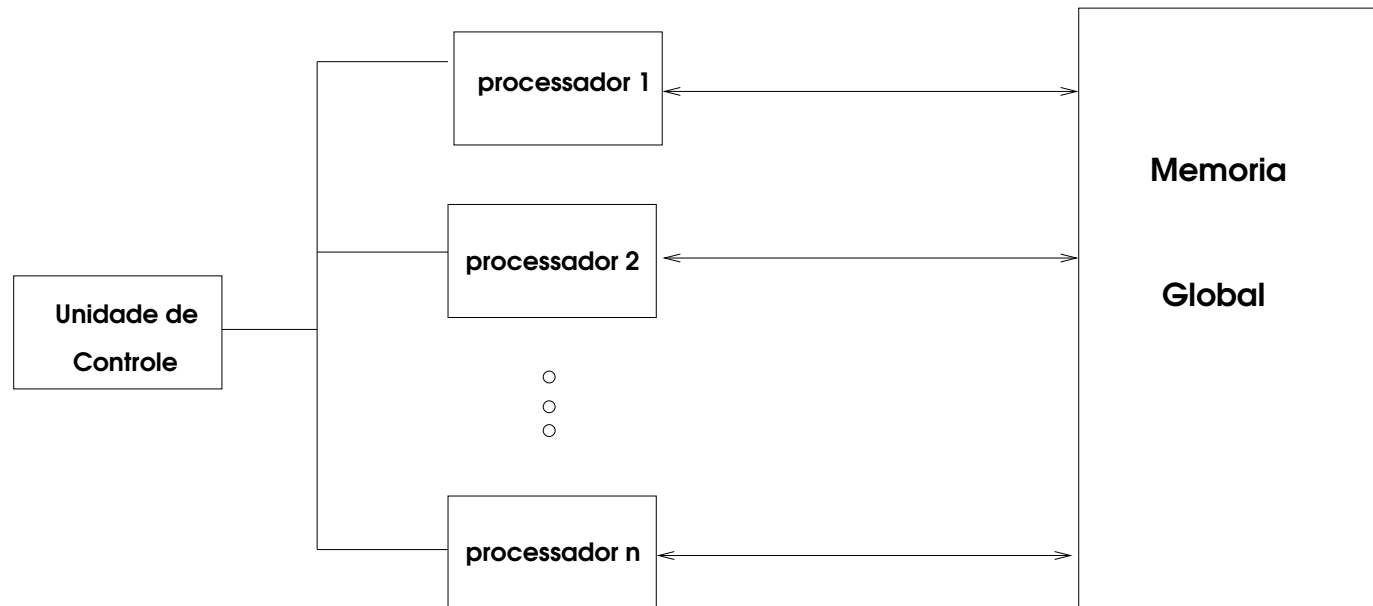 processador 1
Memoria
processador 2
Global
Unidade de
Controle
processador n